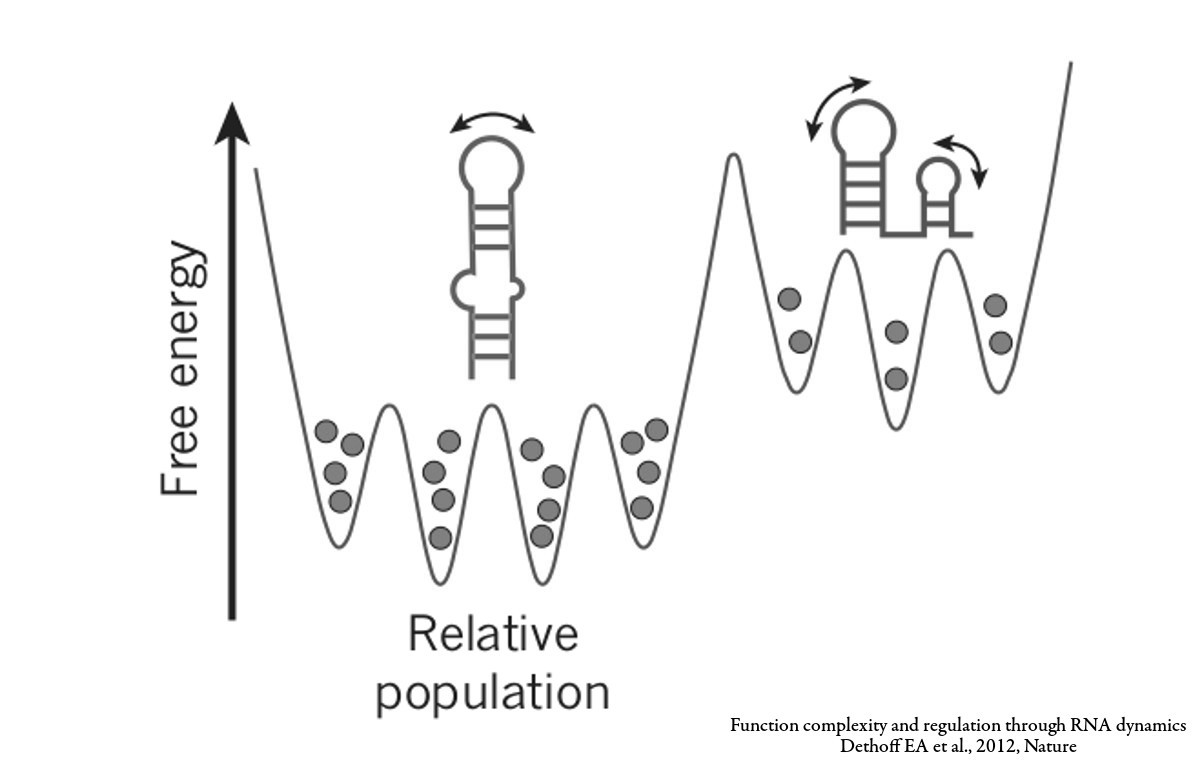 Free energy
Relative
population
Function complexity and regulation through RNA dynamics
Dethoff EA et al., 2012, Nature